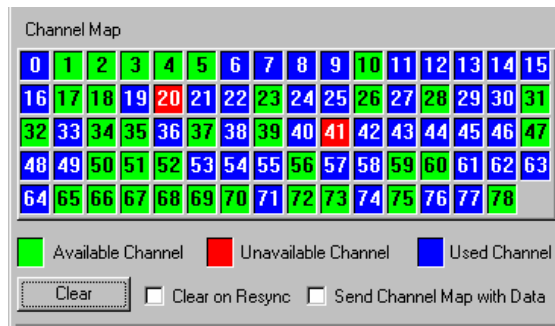 Channel Map
0 1 2 3 4 5 6 7 8 9 10 11 12 13 14 15
16 17 18 19 20 21 22 23 24 25 26 27 28 29 30 31
32 33 34 35 36 37 38 39 40 41 42 43 44 45 46 47
48 49 50 51 52 53 54 55 56 57 58 59 60 61 62 63
64 65 66 67 68 69 70 71 72 73 74 75 76 77 78
Available Channel Unavailable Channel Used Channel
Clear Clear on Resync Send Channel Map with Data